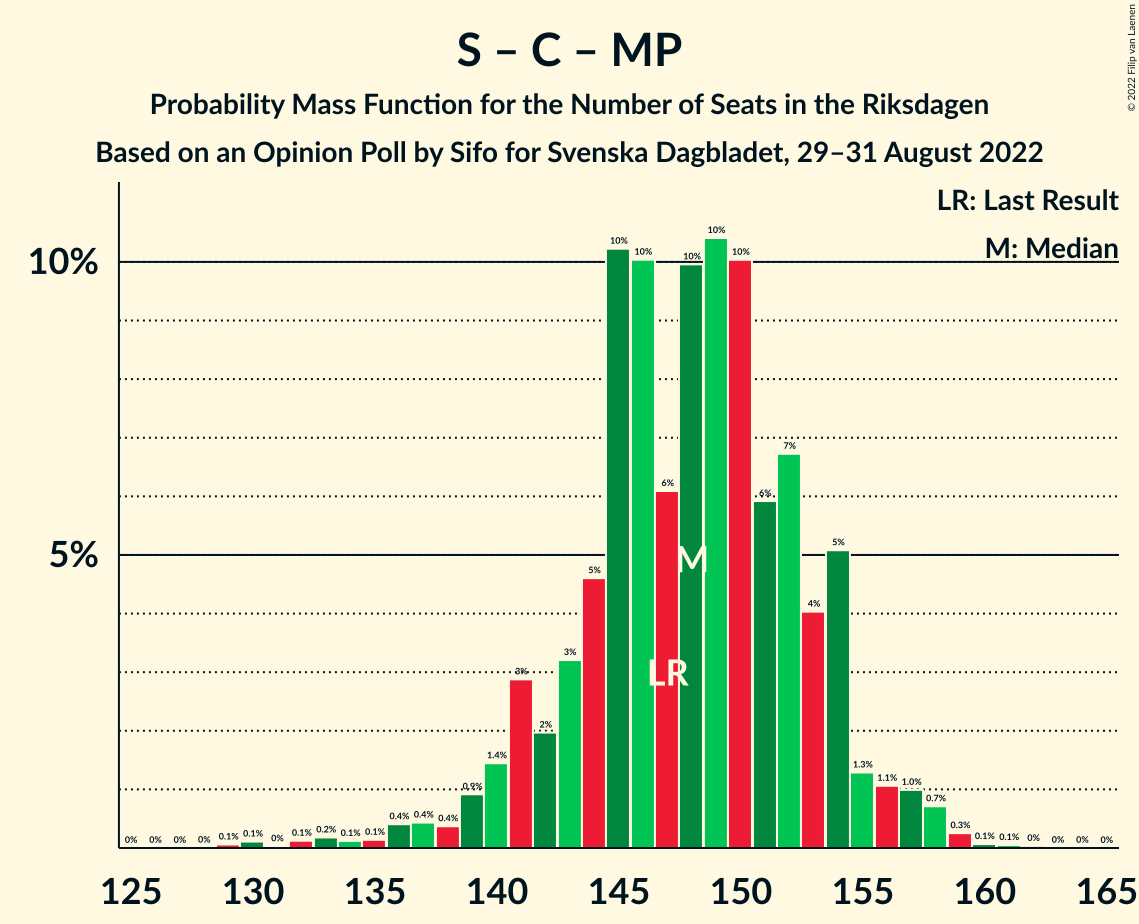 S – C – MP
Probability Mass Function for the Number of Seats in the Riksdagen
Based on an Opinion Poll by Sifo for Svenska Dagbladet, 29–31 August 2022
© 2022 Filip van Laenen
LR: Last Result
M: Median
10%
5%
0% 0% 0% 0% 0.1% 0.1% 0% 0.1% 0.2% 0.1% 0.1% 0.4% 0.4% 0.4% 0.9% 1.4% 3% 2% 3% 5% 10% 10% 6% 10% 10% 10% 6% 7% 4% 5% 1.3% 1.1% 1.0% 0.7% 0.3% 0.1% 0.1% 0% 0% 0% 0%
M
LR
125 130 135 140 145 150 155 160 165